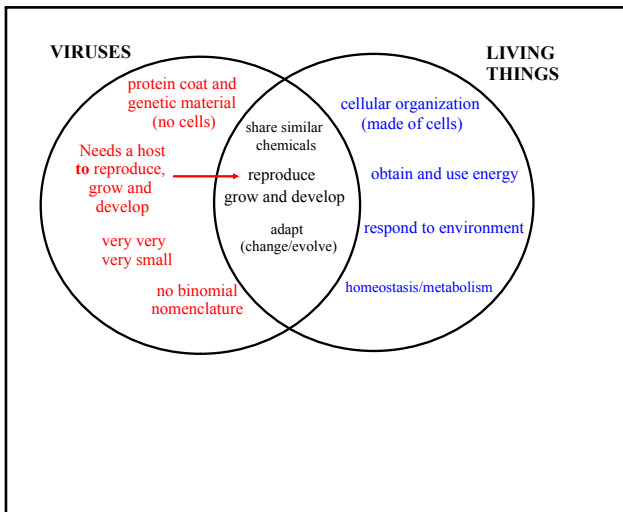 VIRUSES
LIVING
THINGS
protein coat and
genetic material
(no cells)
Needs a host
to reproduce,
grow and
develop
very very
very small
no binomial
nomenclature
share similar
chemicals
reproduce
grow and develop
adapt
(change/evolve)
cellular organization
(made of cells)
obtain and use energy
respond to environment
homeostasis/metabolism